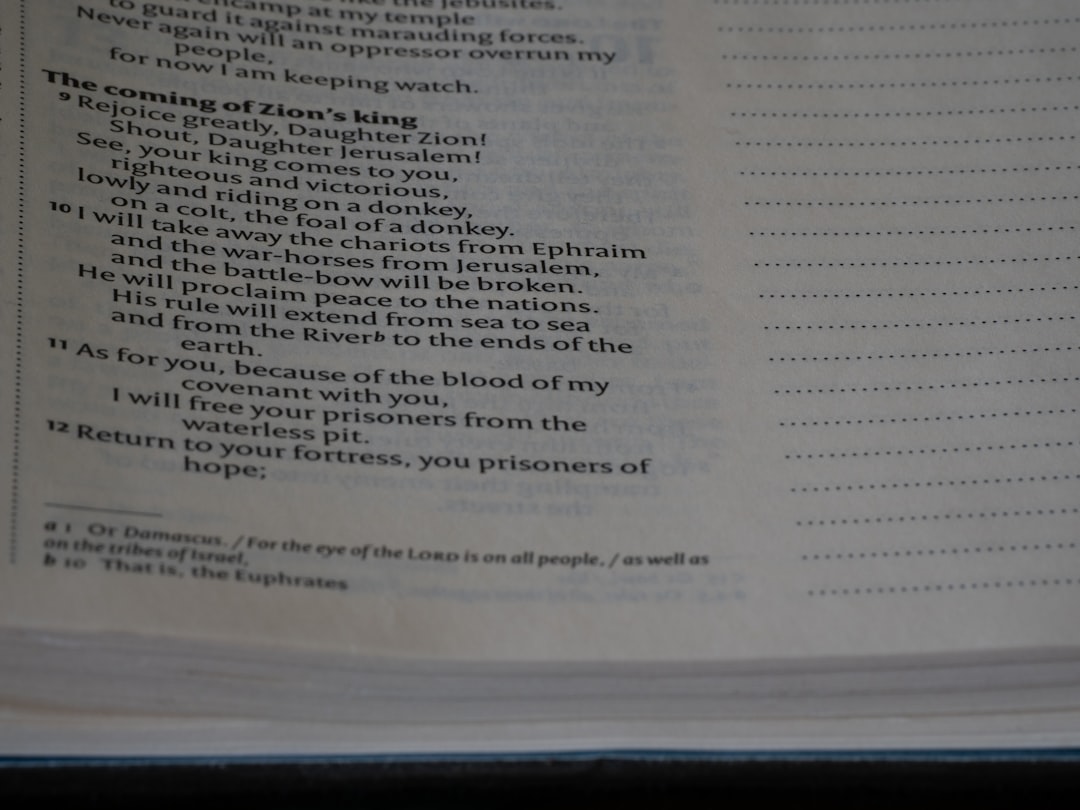 like the Jebusites.
encamp at my temple
to guard it against marauding forces.
Never again will an oppressor overrun my
people,
for now I am keeping watch.
The coming of Zion's king
9 Rejoice greatly, Daughter Zion!
Shout, Daughter Jerusalem!
See, your king comes to you,
righteous and victorious,
lowly and riding on a donkey,
on a colt, the foal of a donkey.
10 I will take away the chariots from Ephraim
and the war-horses from Jerusalem,
and the battle-bow will be broken.
He will proclaim peace to the nations.
His rule will extend from sea to sea
and from the River b to the ends of the
earth.
11 As for you, because of the blood of my
covenant with you,
I will free your prisoners from the
waterless pit.
12 Return to your fortress, you prisoners of
hope;
a 1 Or Damascus. / For the eye of the LORD is on all people, / as well as
on the tribes of Israel,
b 10 That is, the Euphrates